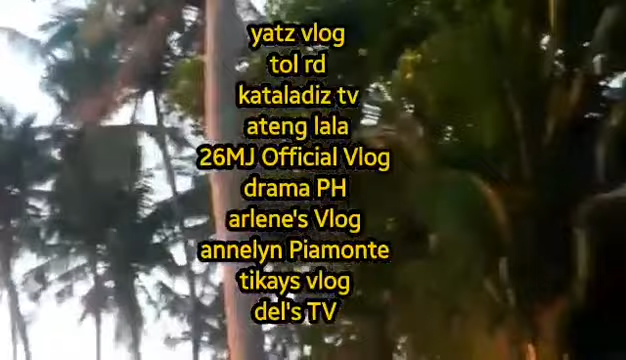 yatz vlog
tol rd
kataladiz tv
ateng lala
26MJ Official Vlog
drama PH
arlene's Vlog
annelyn Piamonte
tikays vlog
del's TV